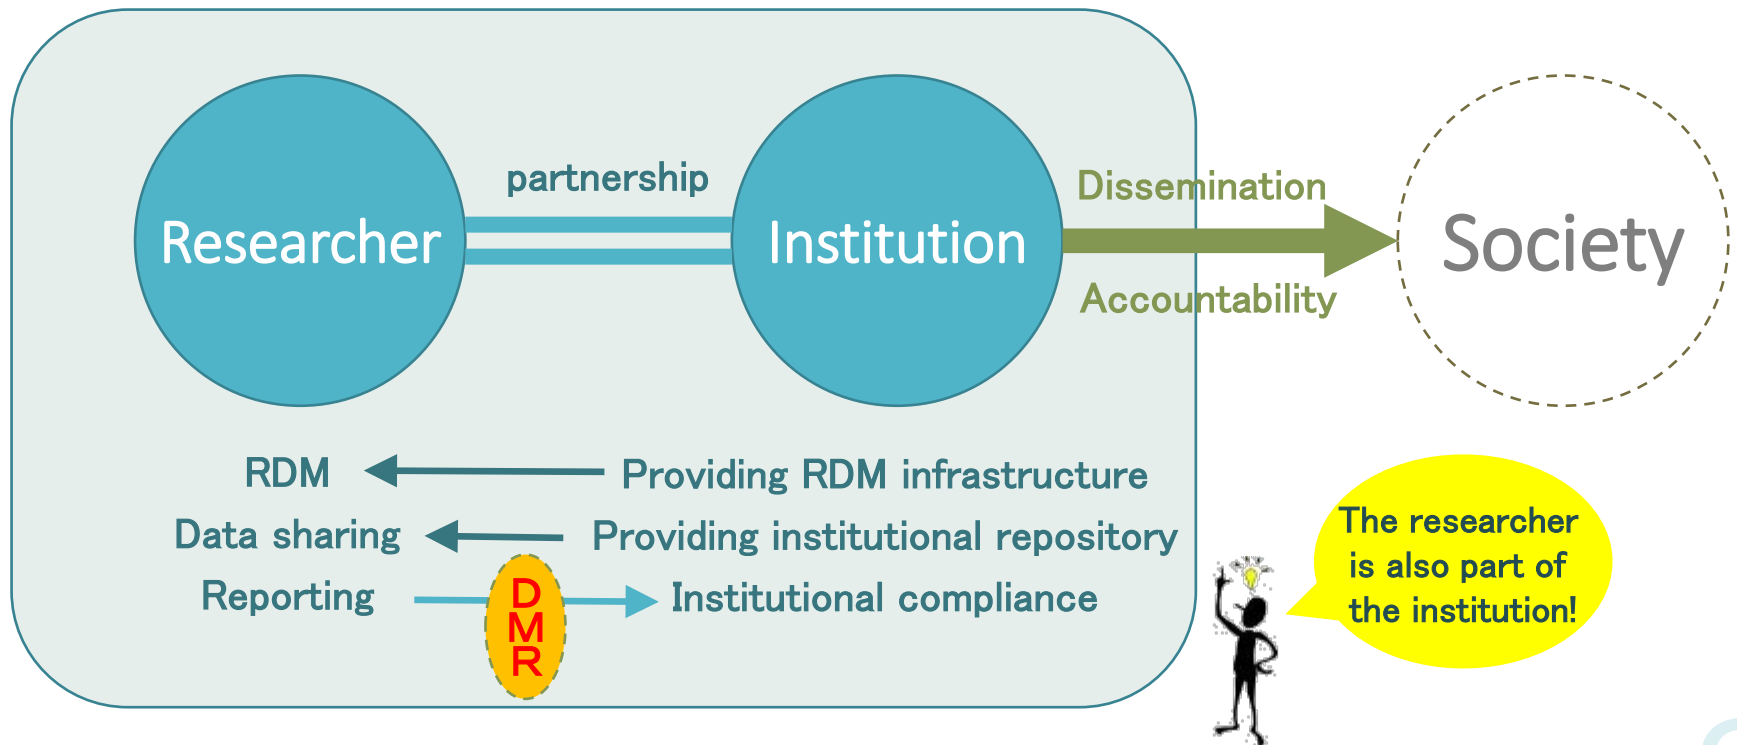 partnership
Dissemination
Researcher
Institution
Society
Accountability
RDM
Providing RDM infrastructure
Data sharing
Providing institutional repository
Reporting
D
M
R
Institutional compliance
The researcher
is also part of
the institution!